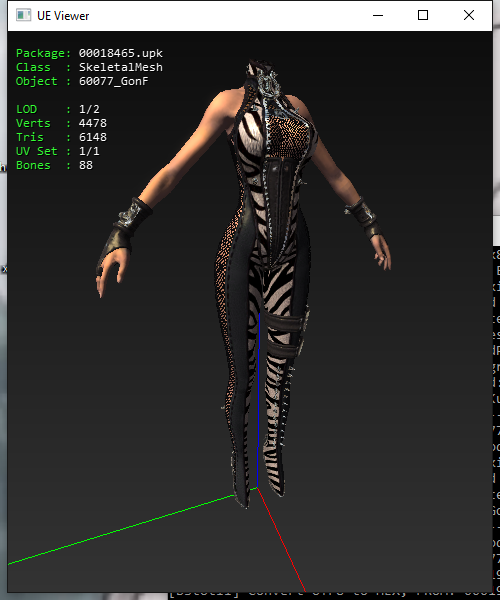 UE Viewer
Package: 00018465.upk
Class : SkeletalMesh
Object : 60077_GonF
LOD : 1/2
Verts : 4478
Tris : 6148
UV Set : 1/1
Bones : 88